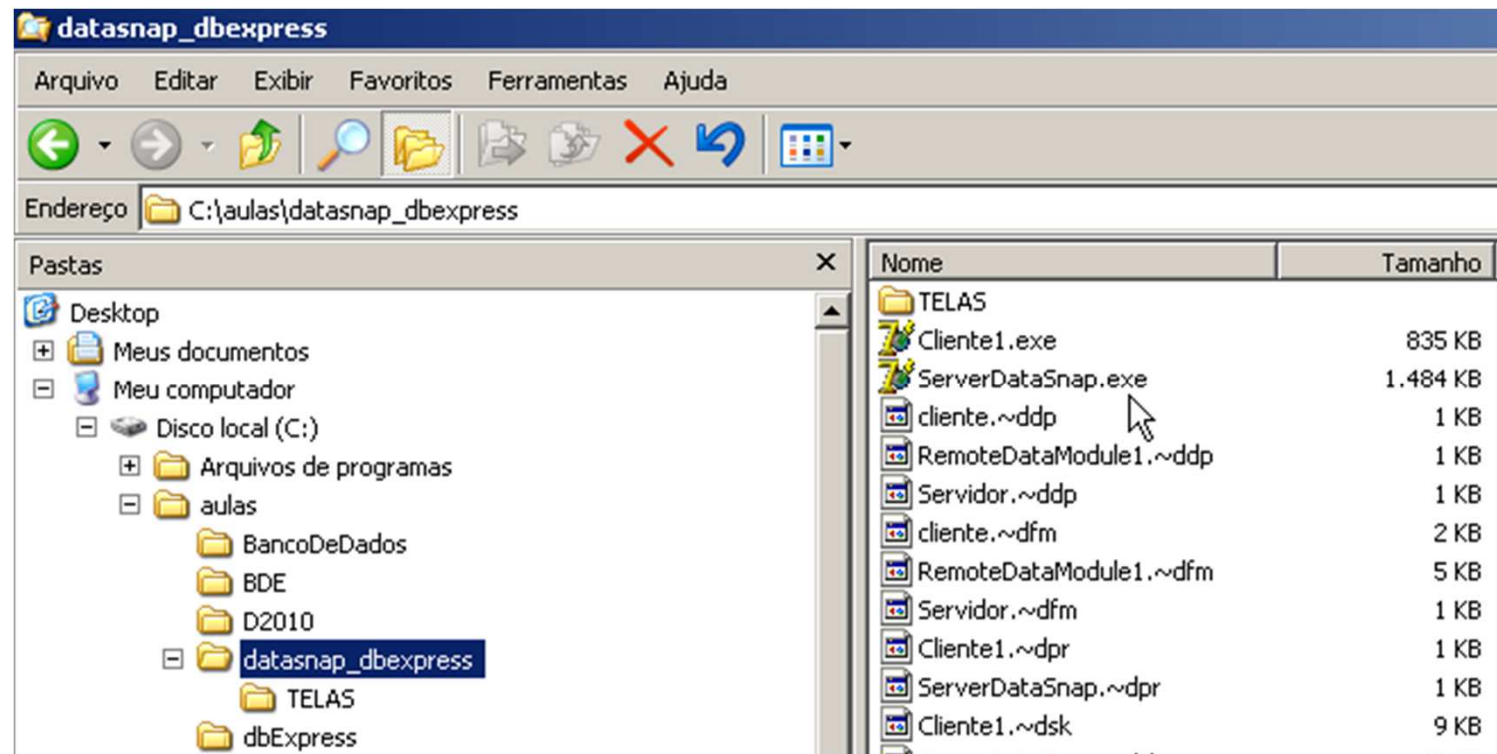 datasnap_dbexpress
Arquivo Editar Exibir Favoritos Ferramentas Ajuda
Endereço C:\aulas\datasnap_dbexpress
Pastas
Desktop
Meus documentos
Meu computador
Disco local (C:)
Arquivos de programas
aulas
BancoDeDados
BDE
D2010
datasnap_dbexpress
TELAS
dbExpress
Nome Tamanho
TELAS
Cliente1.exe 835 KB
ServerDataSnap.exe 1.484 KB
cliente.~ddp 1 KB
RemoteDataModule1.~ddp 1 KB
Servidor.~ddp 1 KB
cliente.~dfm 2 KB
RemoteDataModule1.~dfm 5 KB
Servidor.~dfm 1 KB
Cliente1.~dpr 1 KB
ServerDataSnap.~dpr 1 KB
Cliente1.~dsk 9 KB